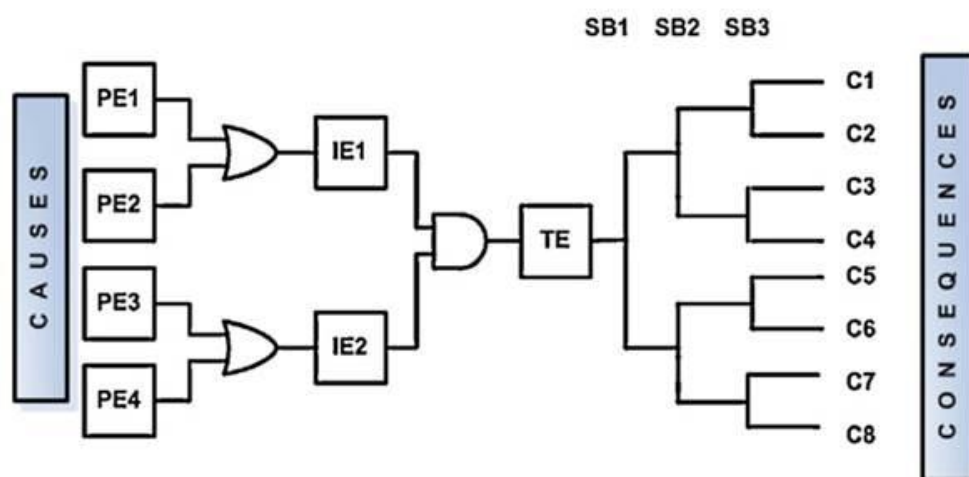 SB1 SB2 SB3
CAUSES
PE1
PE2
PE3
PE4
IE1
IE2
TE
C1
C2
C3
C4
C5
C6
C7
C8
CONSEQUENCES